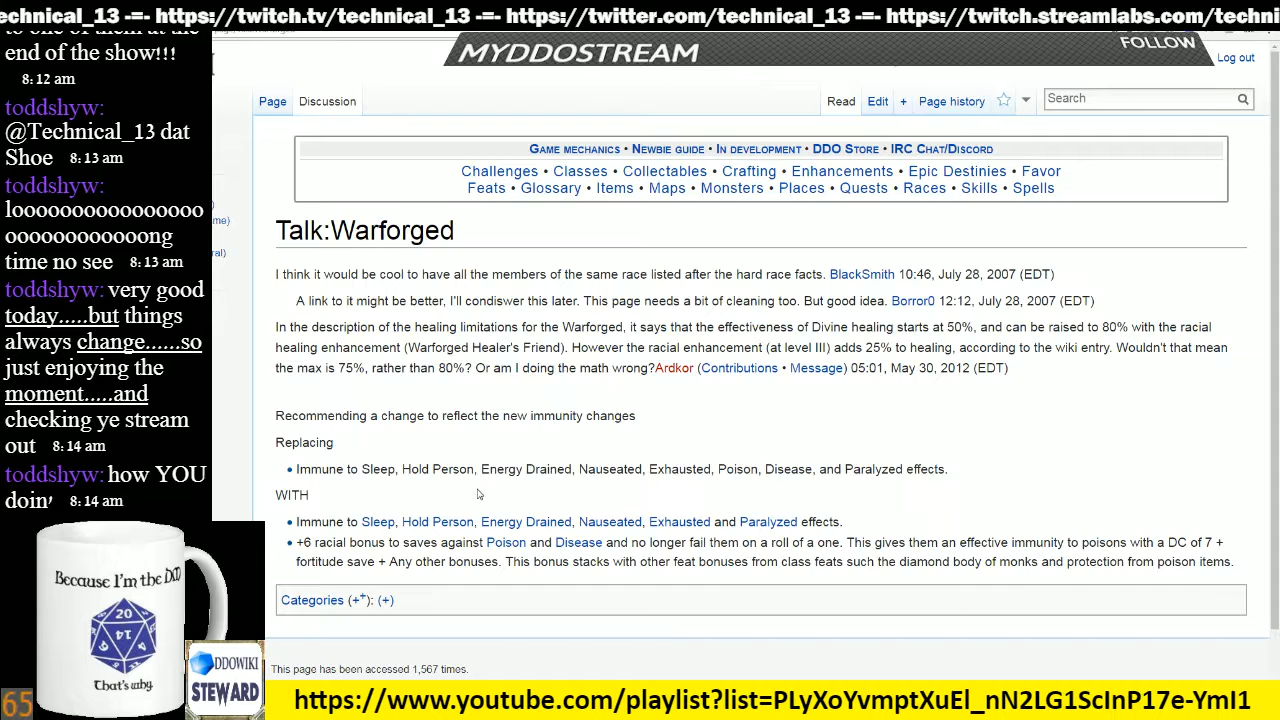 echnical_13 -=- https://twitch.tv/technical_13 -=- https://twitter.com/technical_13 -=- https://twitch.streamlabs.com/techni
to one of them at the
end of the show!!!
8:12 am
toddshyw:
@Technical_13 dat
Shoe 8:13 am
toddshyw:
looooooooooooooooo
oooooooooooooong
time no see 8:13 am
toddshyw: very good
today.....but things
always change......so
just enjoying the
moment.....and
checking ye stream
out 8:14 am
toddshyw: how YOU
doin' 8:14 am
Because I'm the DM
20
14
That's why.
DDOWIKI
STEWARD
65
MYDDOSTREAM
FOLLOW
Log out
Page Discussion Read Edit + Page history Search
GAME MECHANICS • NEWBIE GUIDE • IN DEVELOPMENT • DDO STORE • IRC CHAT/DISCORD
Challenges • Classes • Collectables • Crafting • Enhancements • Epic Destinies • Favor
Feats • Glossary • Items • Maps • Monsters • Places • Quests • Races • Skills • Spells
Talk:Warforged
I think it would be cool to have all the members of the same race listed after the hard race facts. BlackSmith 10:46, July 28, 2007 (EDT)
A link to it might be better, I'll condiswer this later. This page needs a bit of cleaning too. But good idea. Borror0 12:12, July 28, 2007 (EDT)
In the description of the healing limitations for the Warforged, it says that the effectiveness of Divine healing starts at 50%, and can be raised to 80% with the racial
healing enhancement (Warforged Healer's Friend). However the racial enhancement (at level III) adds 25% to healing, according to the wiki entry. Wouldn't that mean
the max is 75%, rather than 80%? Or am I doing the math wrong?Ardkor (Contributions • Message) 05:01, May 30, 2012 (EDT)
Recommending a change to reflect the new immunity changes
Replacing
• Immune to Sleep, Hold Person, Energy Drained, Nauseated, Exhausted, Poison, Disease, and Paralyzed effects.
WITH
• Immune to Sleep, Hold Person, Energy Drained, Nauseated, Exhausted and Paralyzed effects.
• +6 racial bonus to saves against Poison and Disease and no longer fail them on a roll of a one. This gives them an effective immunity to poisons with a DC of 7 +
fortitude save + Any other bonuses. This bonus stacks with other feat bonuses from class feats such the diamond body of monks and protection from poison items.
Categories (++): (+)
This page has been accessed 1,567 times.
https://www.youtube.com/playlist?list=PLyXoYvmptXuEl_nN2LG1ScInP17e-YmI1